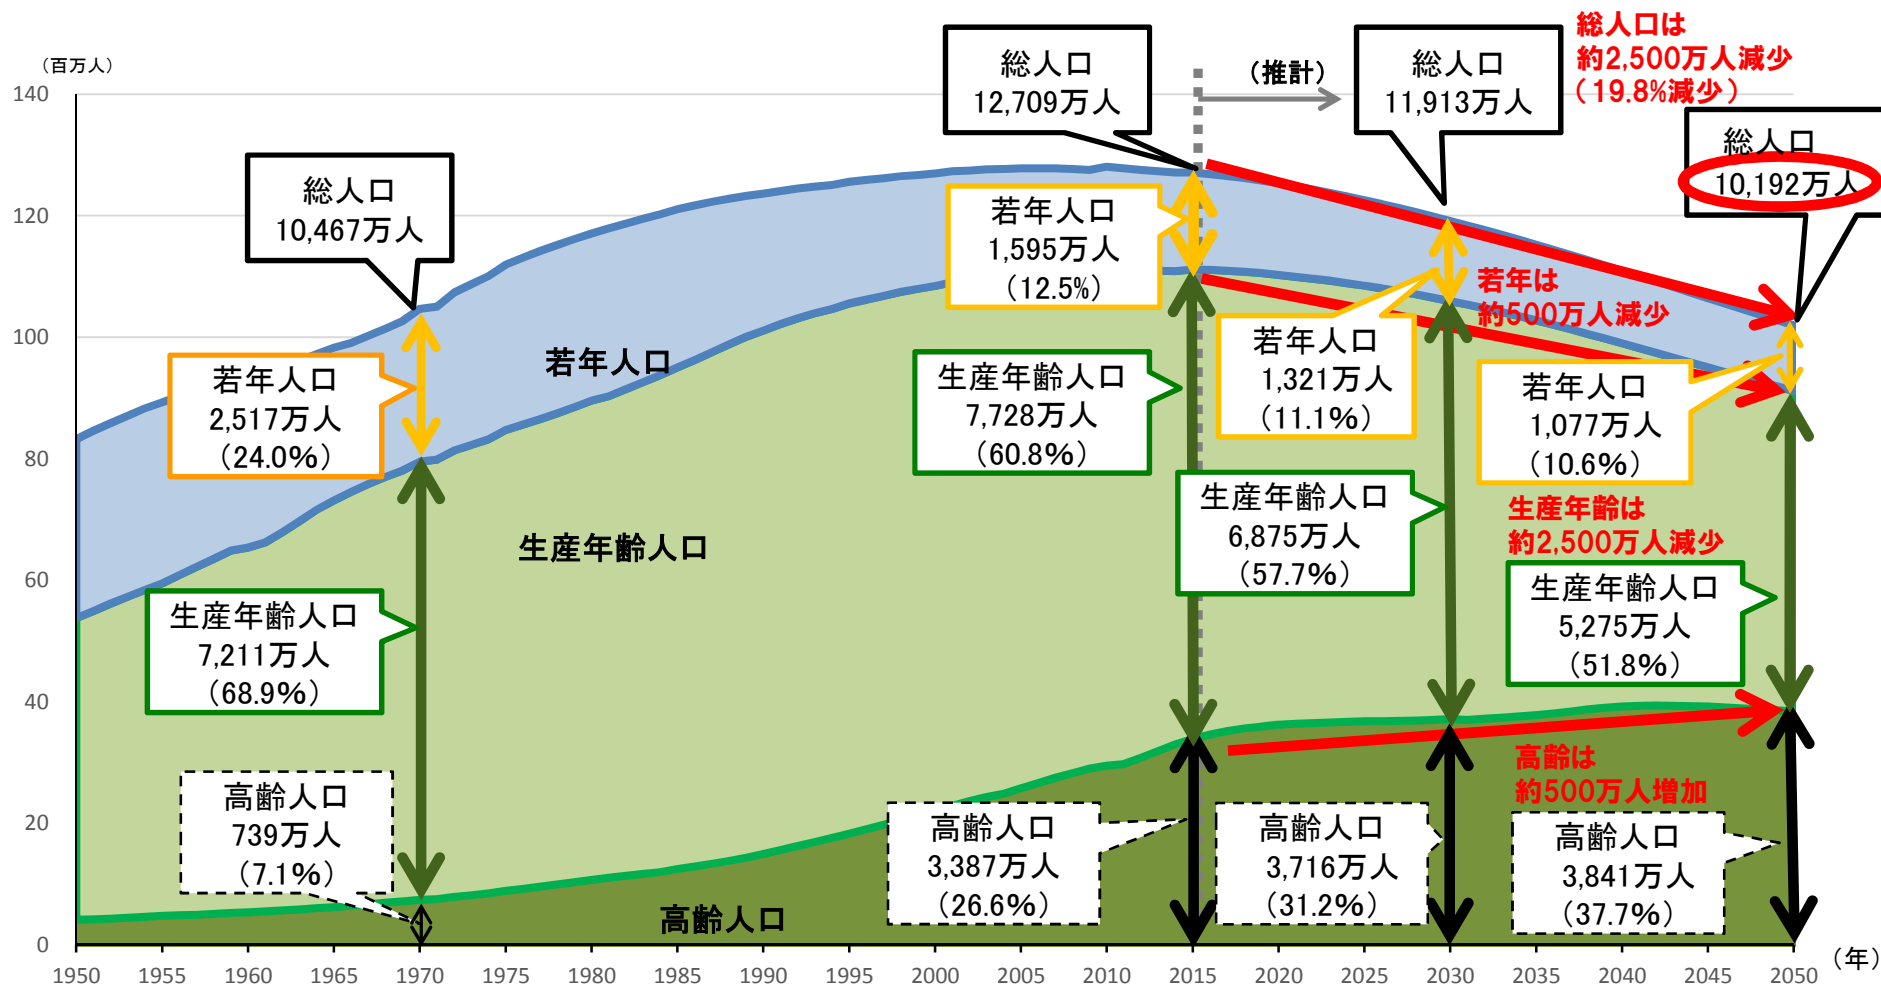 （百万人）
140
120
100
80
60
40
20
0
総人口
10,467万人
若年人口
2,517万人
（24.0%）
生産年齢人口
7,211万人
（68.9%）
高齢人口
739万人
（7.1%）
若年人口
生産年齢人口
高齢人口
総人口
12,709万人
（推計）
若年人口
1,595万人
（12.5%）
生産年齢人口
7,728万人
（60.8%）
高齢人口
3,387万人
（26.6%）
総人口
11,913万人
若年人口
1,321万人
（11.1%）
生産年齢人口
6,875万人
（57.7%）
高齢人口
3,716万人
（31.2%）
総人口は
約2,500万人減少
（19.8%減少）
総人口
10,192万人
若年は
約500万人減少
若年人口
1,077万人
（10.6%）
生産年齢は
約2,500万人減少
生産年齢人口
5,275万人
（51.8%）
高齢は
約500万人増加
高齢人口
3,841万人
（37.7%）
1950 1955 1960 1965 1970 1975 1980 1985 1990 1995 2000 2005 2010 2015 2020 2025 2030 2035 2040 2045 2050 （年）